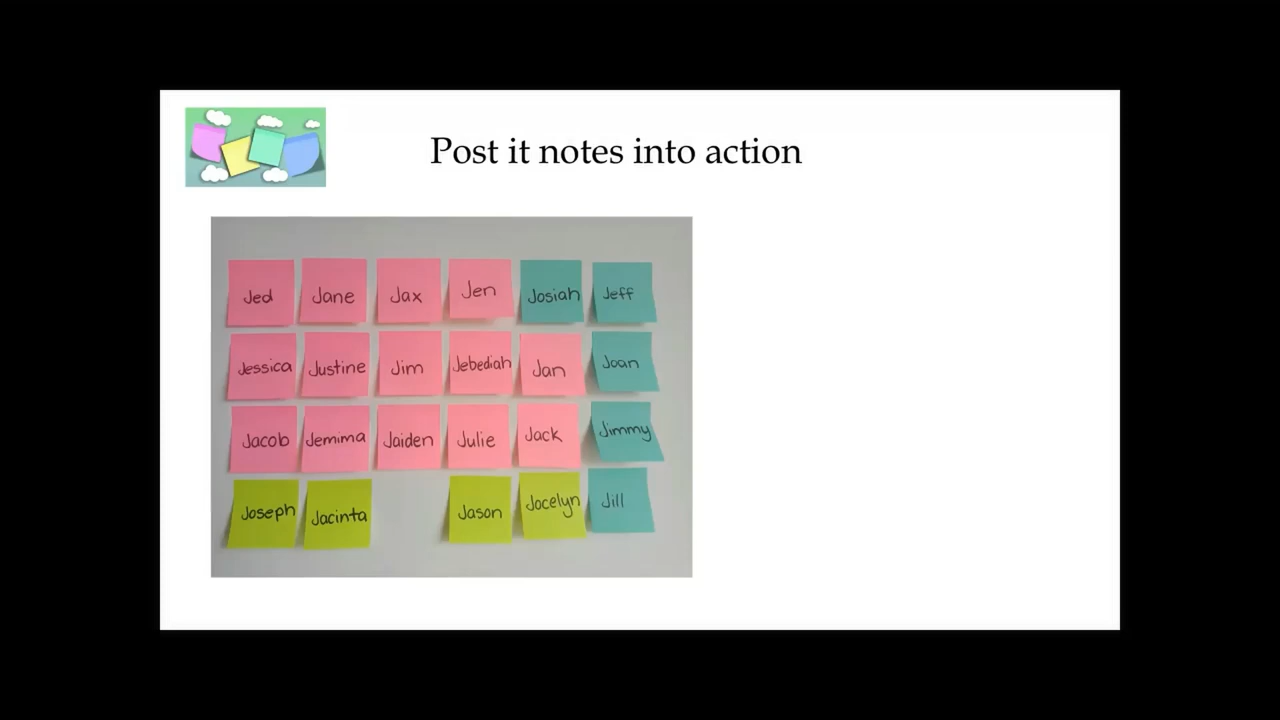 Post it notes into action
Jed Jane Jax Jen Josiah Jeff
Jessica Justine Jim Jebediah Jan Joan
Jacob Jemima Jaiden Julie Jack Jimmy
Joseph Jacinta Jason Jocelyn Jill